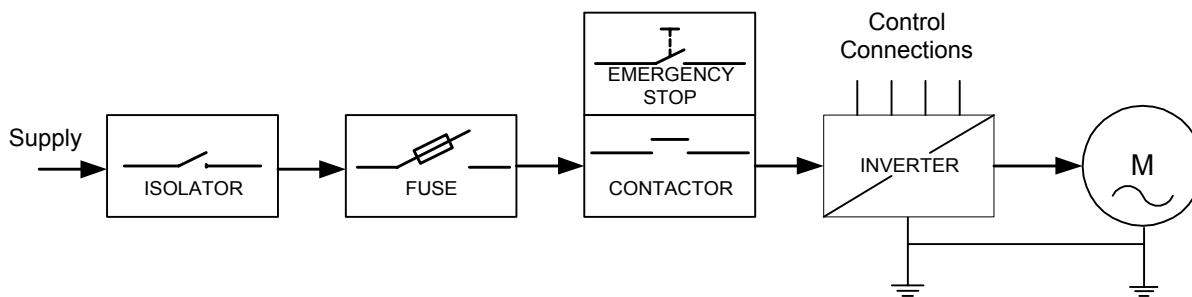 Supply
ISOLATOR
FUSE
EMERGENCY
STOP
CONTACTOR
Control
Connections
INVERTER
M